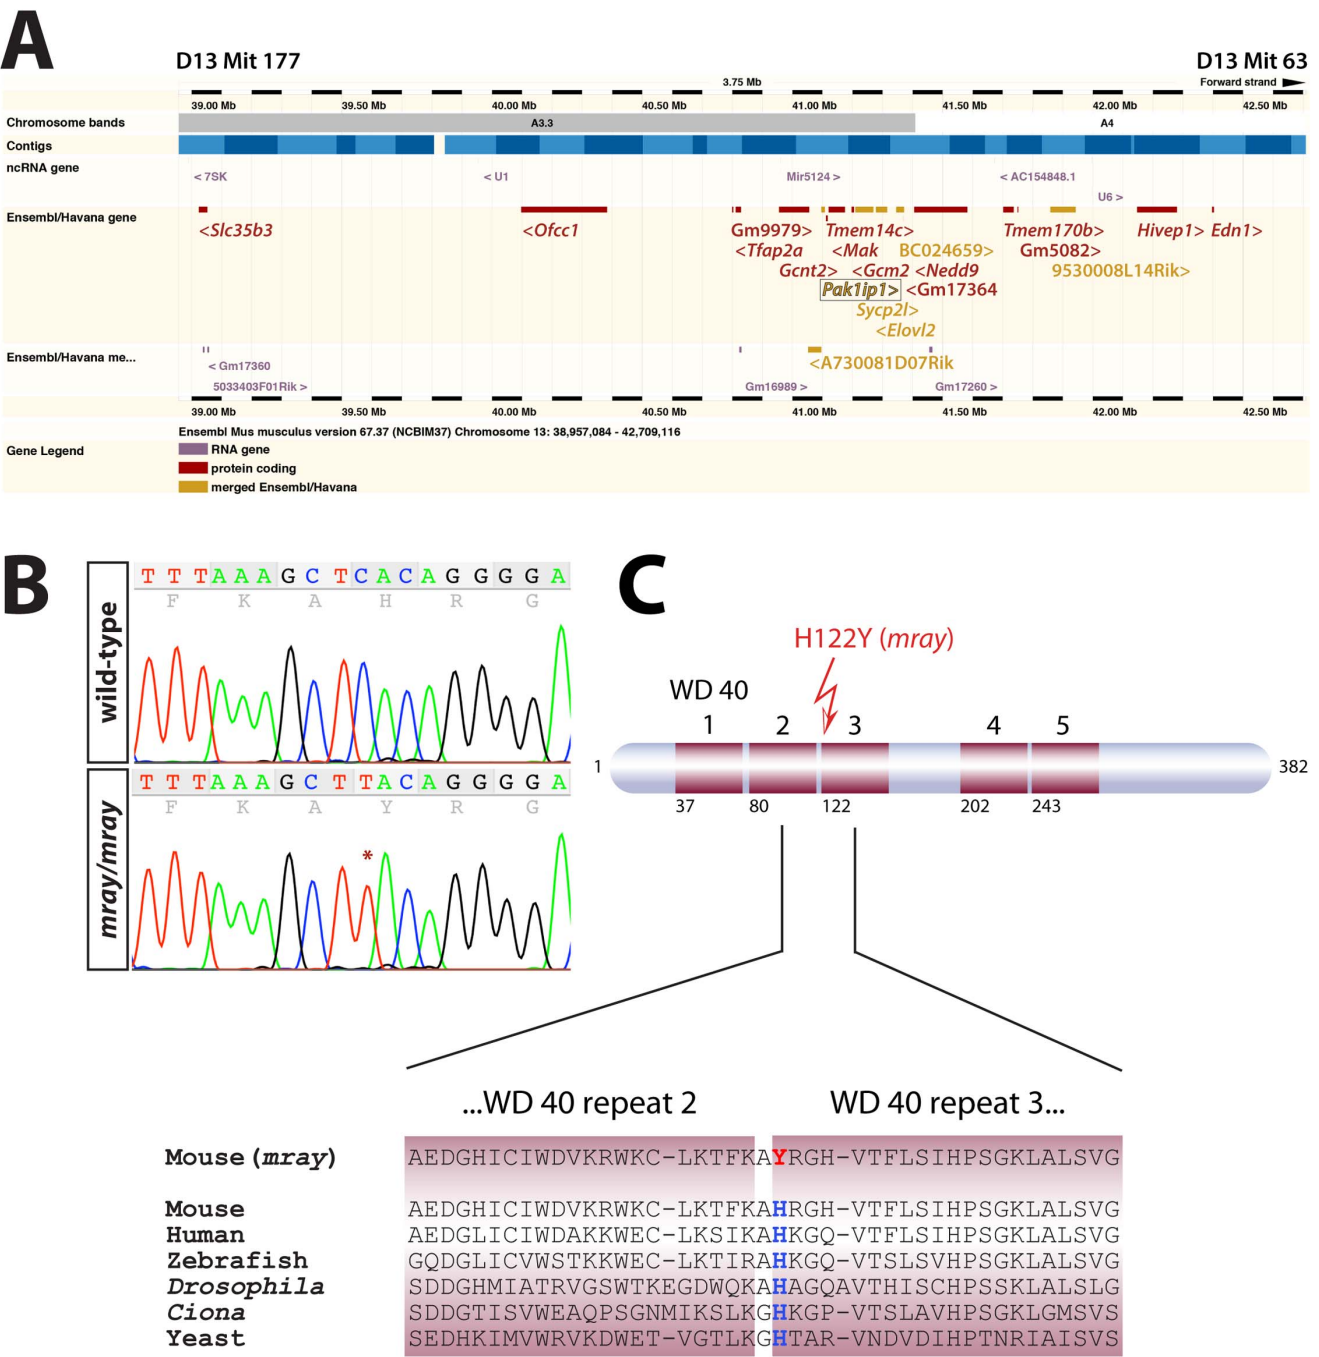 A
D13 Mit 177
D13 Mit 63
3.75 Mb
Forward strand
39.00 Mb 39.50 Mb 40.00 Mb 40.50 Mb 41.00 Mb 41.50 Mb 42.00 Mb 42.50 Mb
Chromosome bands A3.3 A4
Contigs
ncRNA gene
< 7SK < U1 Mir5124 > < AC154848.1
U6 >
Ensembl/Havana gene
<Slc35b3 <Ofcc1 Gm9979> Tmem14c> Tmem170b> Hivep1> Edn1>
<Tfap2a <Mak BC024659> Gm5082>
Gcnt2> <Gcm2 <Nedd9 9530008L14Rik>
Pak1ip1> <Gm17364
Sycp2l>
<Elovl2
Ensembl/Havana me...
< Gm17360 <A730081D07Rik
5033403F01Rik > Gm16989 > Gm17260 >
39.00 Mb 39.50 Mb 40.00 Mb 40.50 Mb 41.00 Mb 41.50 Mb 42.00 Mb 42.50 Mb
Ensembl Mus musculus version 67.37 (NCBIM37) Chromosome 13: 38,957,084 - 42,709,116
Gene Legend
RNA gene
protein coding
merged Ensembl/Havana
B
wild-type
T T T A A A G C T C A C A G G G G A
F K A H R G
mray/mray
T T T A A A G C T T A C A G G G G A
F K A Y R G
*
C
H122Y (mray)
WD 40
1 2 3 4 5
1 382
37 80 122 202 243
...WD 40 repeat 2 WD 40 repeat 3...
Mouse (mray) AEDGHICIWDVKRWKC-LKTFKAYRGH-VTFLSIHPSGKLALSVG
Mouse AEDGHICIWDVKRWKC-LKTFKAHRGH-VTFLSIHPSGKLALSVG
Human AEDGLICIWDAKKWEC-LKSIKAHKGQ-VTFLSIHPSGKLALSVG
Zebrafish GQDGLICVWSTKKWEC-LKTIRAHKGQ-VTSLSVHPSGKLALSVG
Drosophila SDDGHMIATRVGSWTKEGDWQKAHAGQAVTHISCHPSSKLALSLG
Ciona SDDGTISVWEAQPSGNMIKSLKGHKGP-VTSLAVHPSGKLGMSVS
Yeast SEDHKIMVWRVKDWET-VGTLKGHTAR-VNDVDIHPTNRIAISVS